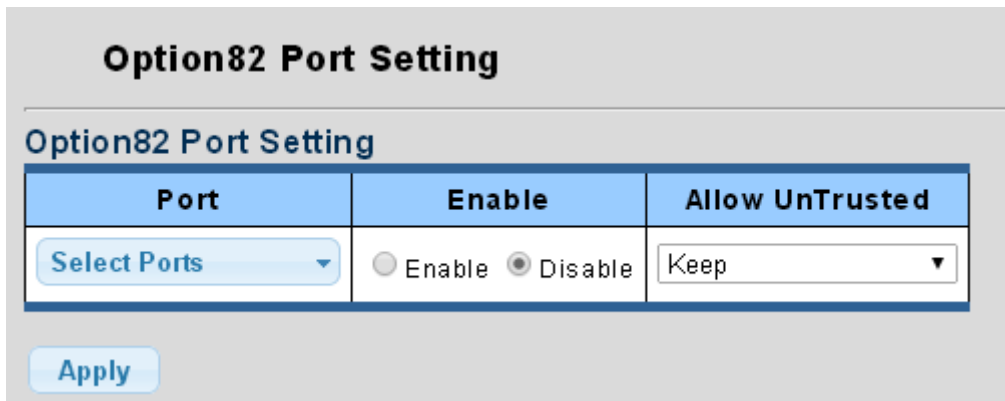 Option82 Port Setting
Option82 Port Setting
Port Enable Allow UnTrusted
Select Ports Enable Disable Keep
Apply